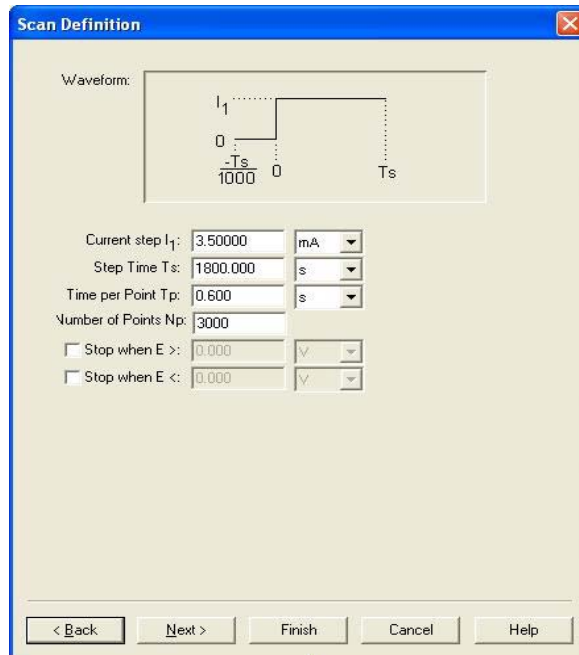 Scan Definition
Waveform:
I1
0
-Ts
1000
0
Ts
Current step I1: 3.50000 mA
Step Time Ts: 1800.000 s
Time per Point Tp: 0.600 s
Number of Points Np: 3000
Stop when E >: 0.000 V
Stop when E <: 0.000 V
< Back Next > Finish Cancel Help